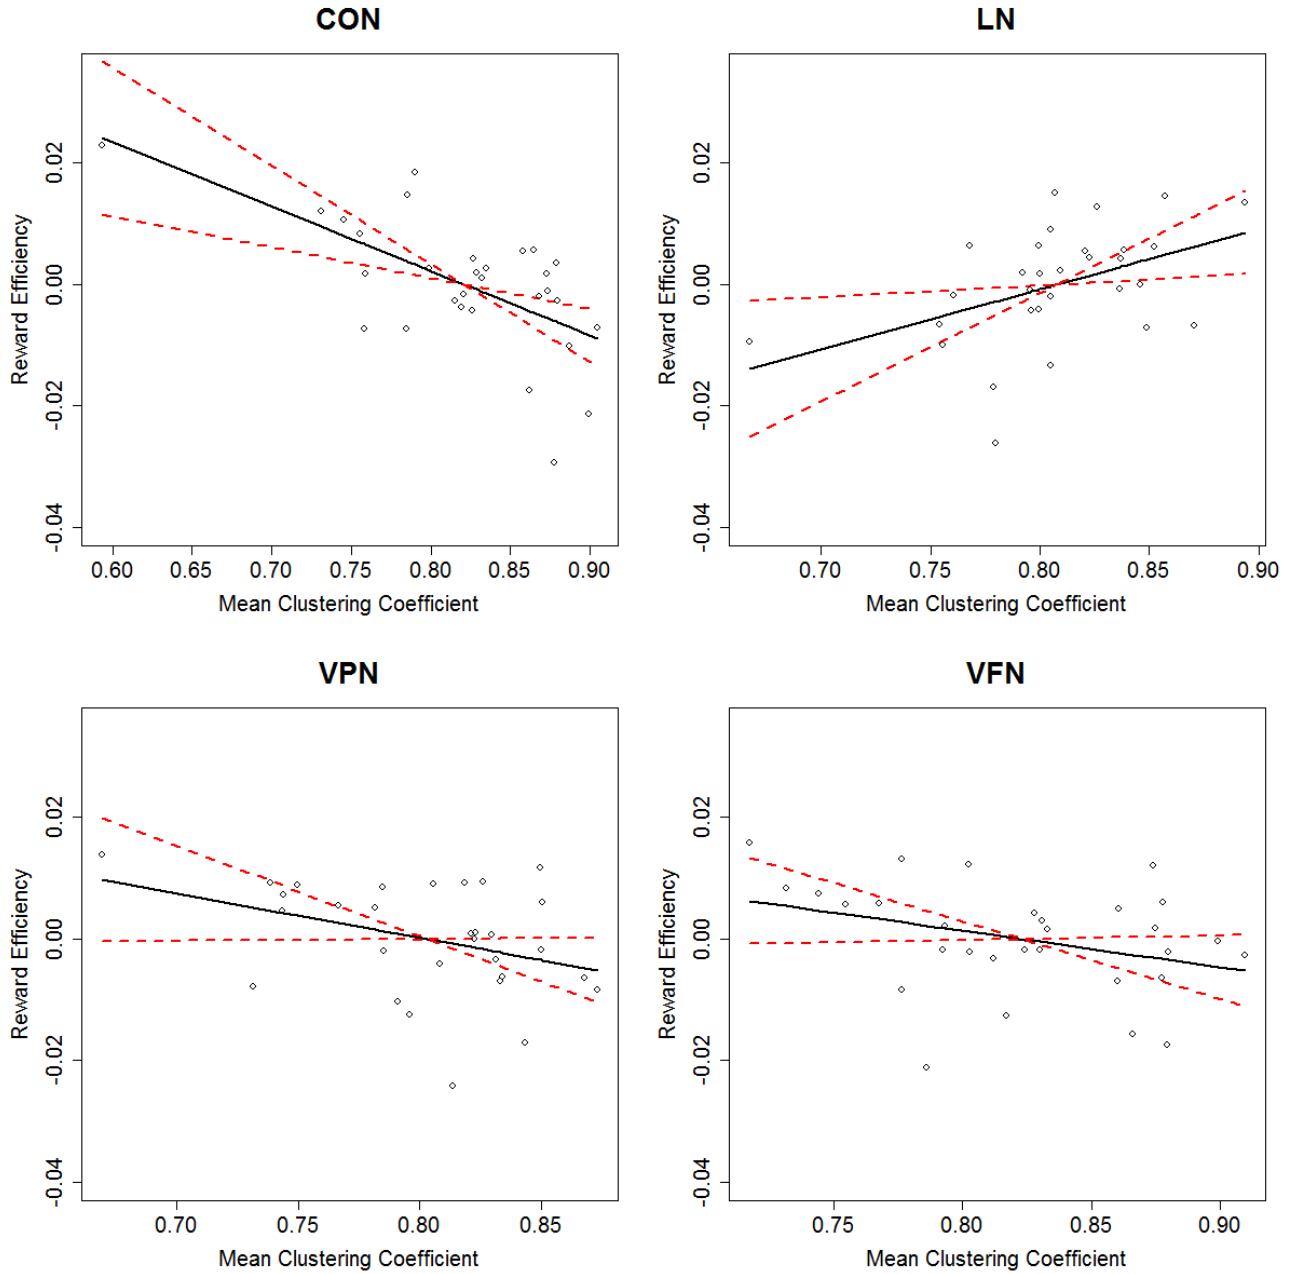 CON
Reward Efficiency
0.02
0.00
-0.02
-0.04
0.60 0.65 0.70 0.75 0.80 0.85 0.90
Mean Clustering Coefficient
LN
Reward Efficiency
0.02
0.00
-0.02
-0.04
0.70 0.75 0.80 0.85 0.90
Mean Clustering Coefficient
VPN
Reward Efficiency
0.02
0.00
-0.02
-0.04
0.70 0.75 0.80 0.85
Mean Clustering Coefficient
VFN
Reward Efficiency
0.02
0.00
-0.02
-0.04
0.75 0.80 0.85 0.90
Mean Clustering Coefficient